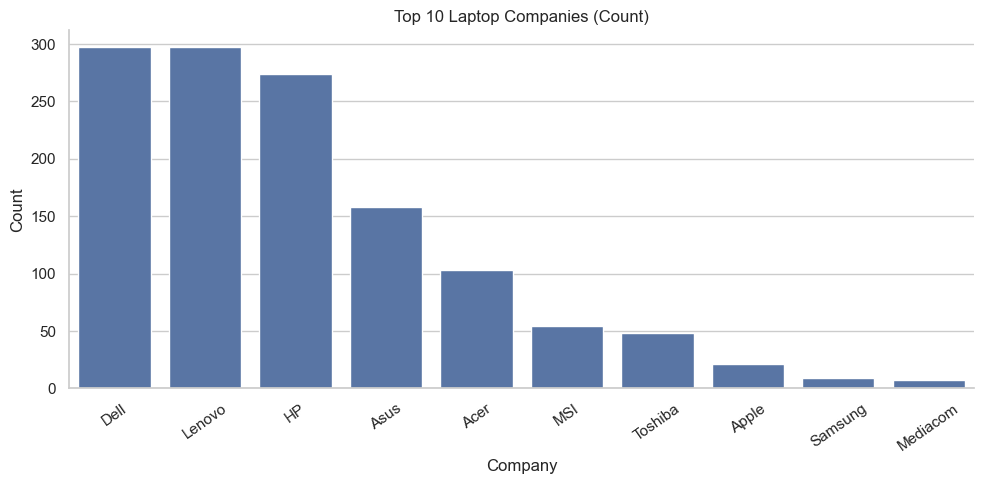 Top 10 Laptop Companies (Count)
300
250
200
150
100
50
0
Count
Dell
Lenovo
HP
Asus
Acer
MSI
Toshiba
Apple
Samsung
Mediacom
Company